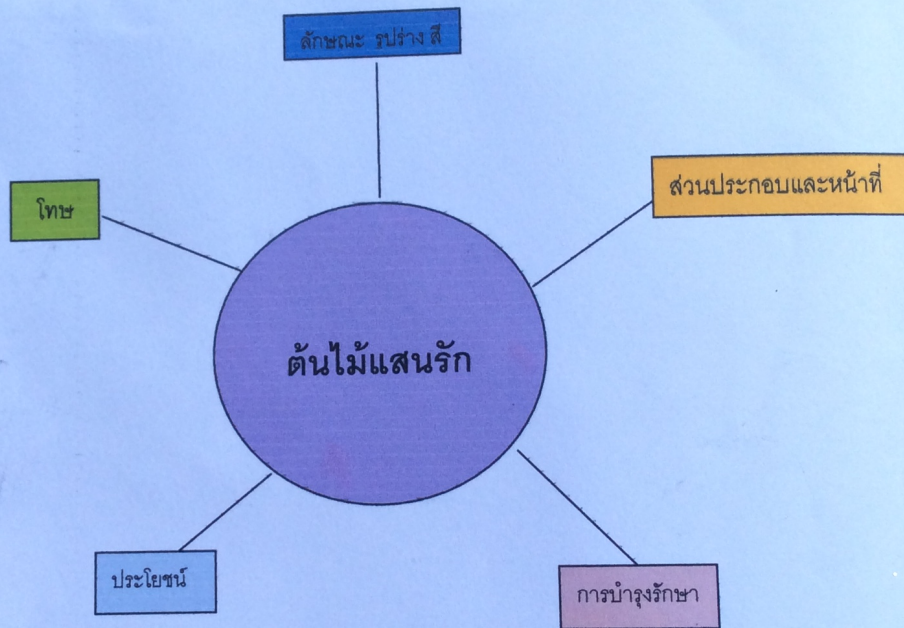 ลักษณะ รูปร่าง สี
ส่วนประกอบและหน้าที่
โทษ
ต้นไม้แสนรัก
ประโยชน์
การบำรุงรักษา